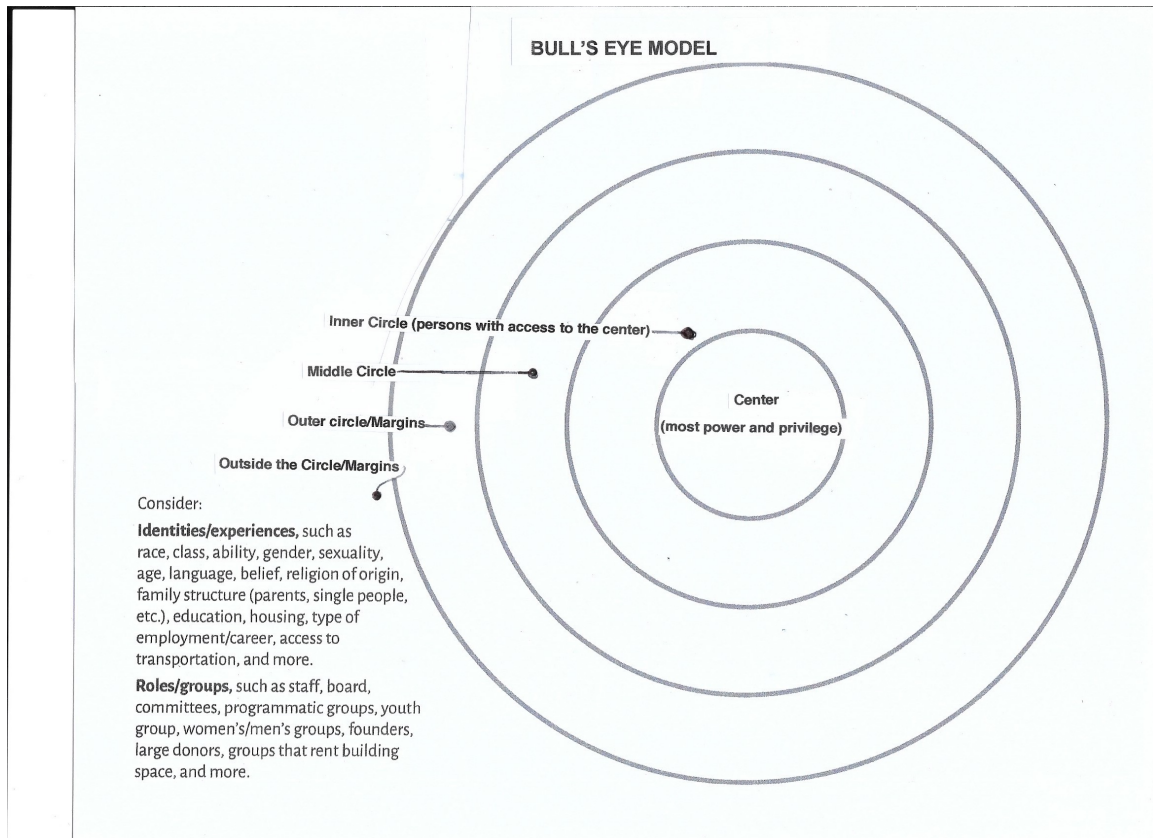 BULL'S EYE MODEL
Inner Circle (persons with access to the center)
Middle Circle
Center
(most power and privilege)
Outer circle/Margins
Outside the Circle/Margins
Consider:
Identities/experiences, such as
race, class, ability, gender, sexuality,
age, language, belief, religion of origin,
family structure (parents, single people,
etc.), education, housing, type of
employment/career, access to
transportation, and more.
Roles/groups, such as staff, board,
committees, programmatic groups, youth
group, women's/men's groups, founders,
large donors, groups that rent building
space, and more.